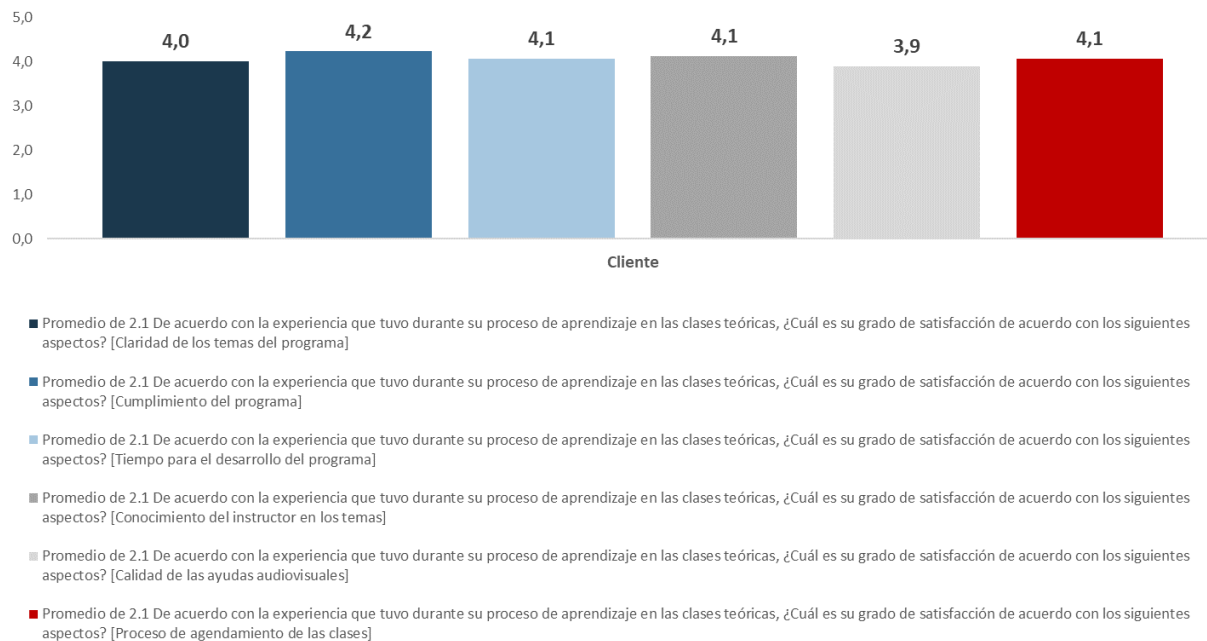 5,0
4,0
3,0
2,0
1,0
0,0
4,0
4,2
4,1
4,1
3,9
4,1
Cliente
Promedio de 2.1 De acuerdo con la experiencia que tuvo durante su proceso de aprendizaje en las clases teóricas, ¿Cuál es su grado de satisfacción de acuerdo con los siguientes
aspectos? [Claridad de los temas del programa]
Promedio de 2.1 De acuerdo con la experiencia que tuvo durante su proceso de aprendizaje en las clases teóricas, ¿Cuál es su grado de satisfacción de acuerdo con los siguientes
aspectos? [Cumplimiento del programa]
Promedio de 2.1 De acuerdo con la experiencia que tuvo durante su proceso de aprendizaje en las clases teóricas, ¿Cuál es su grado de satisfacción de acuerdo con los siguientes
aspectos? [Tiempo para el desarrollo del programa]
Promedio de 2.1 De acuerdo con la experiencia que tuvo durante su proceso de aprendizaje en las clases teóricas, ¿Cuál es su grado de satisfacción de acuerdo con los siguientes
aspectos? [Conocimiento del instructor en los temas]
Promedio de 2.1 De acuerdo con la experiencia que tuvo durante su proceso de aprendizaje en las clases teóricas, ¿Cuál es su grado de satisfacción de acuerdo con los siguientes
aspectos? [Calidad de las ayudas audiovisuales]
Promedio de 2.1 De acuerdo con la experiencia que tuvo durante su proceso de aprendizaje en las clases teóricas, ¿Cuál es su grado de satisfacción de acuerdo con los siguientes
aspectos? [Proceso de agendamiento de las clases]